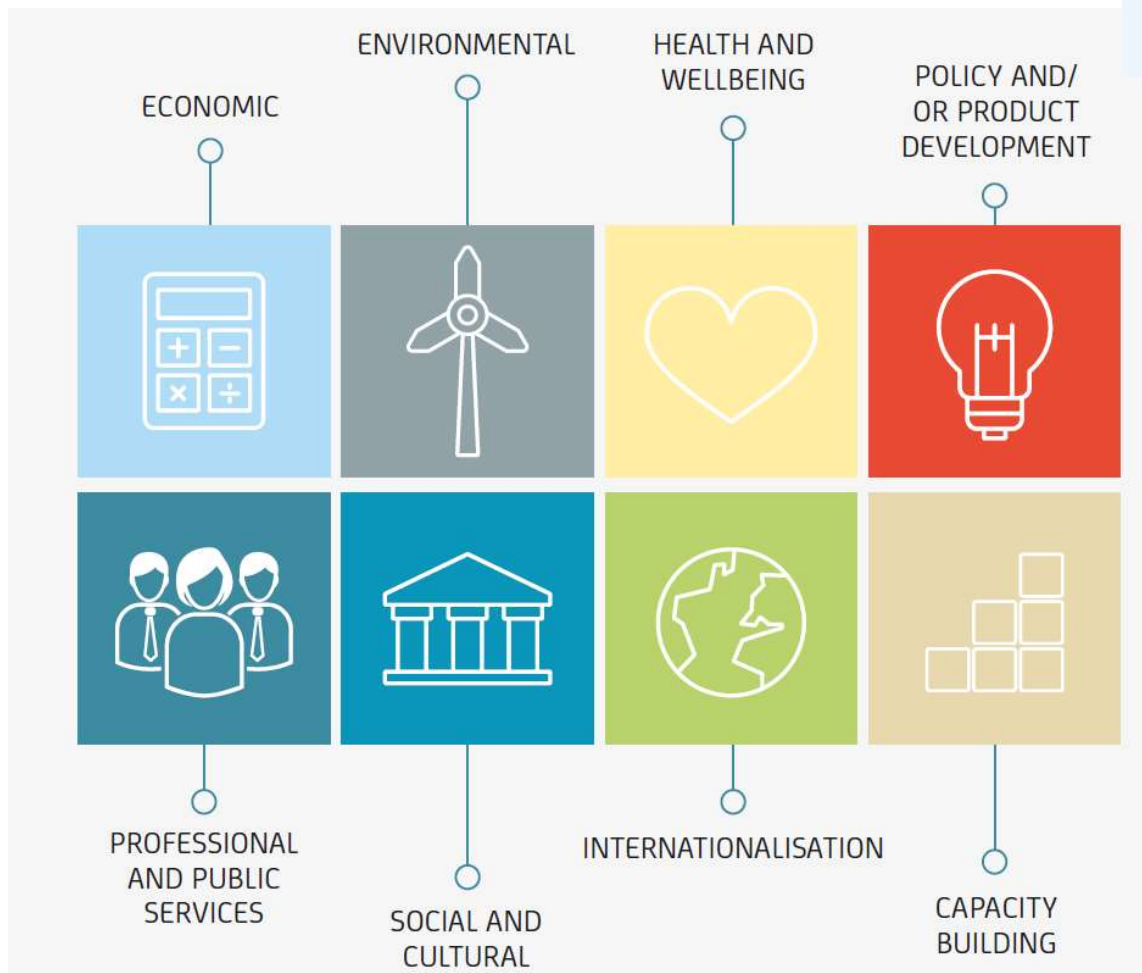 ECONOMIC
ENVIRONMENTAL
HEALTH AND
WELLBEING
POLICY AND/
OR PRODUCT
DEVELOPMENT
PROFESSIONAL
AND PUBLIC
SERVICES
SOCIAL AND
CULTURAL
INTERNATIONALISATION
CAPACITY
BUILDING